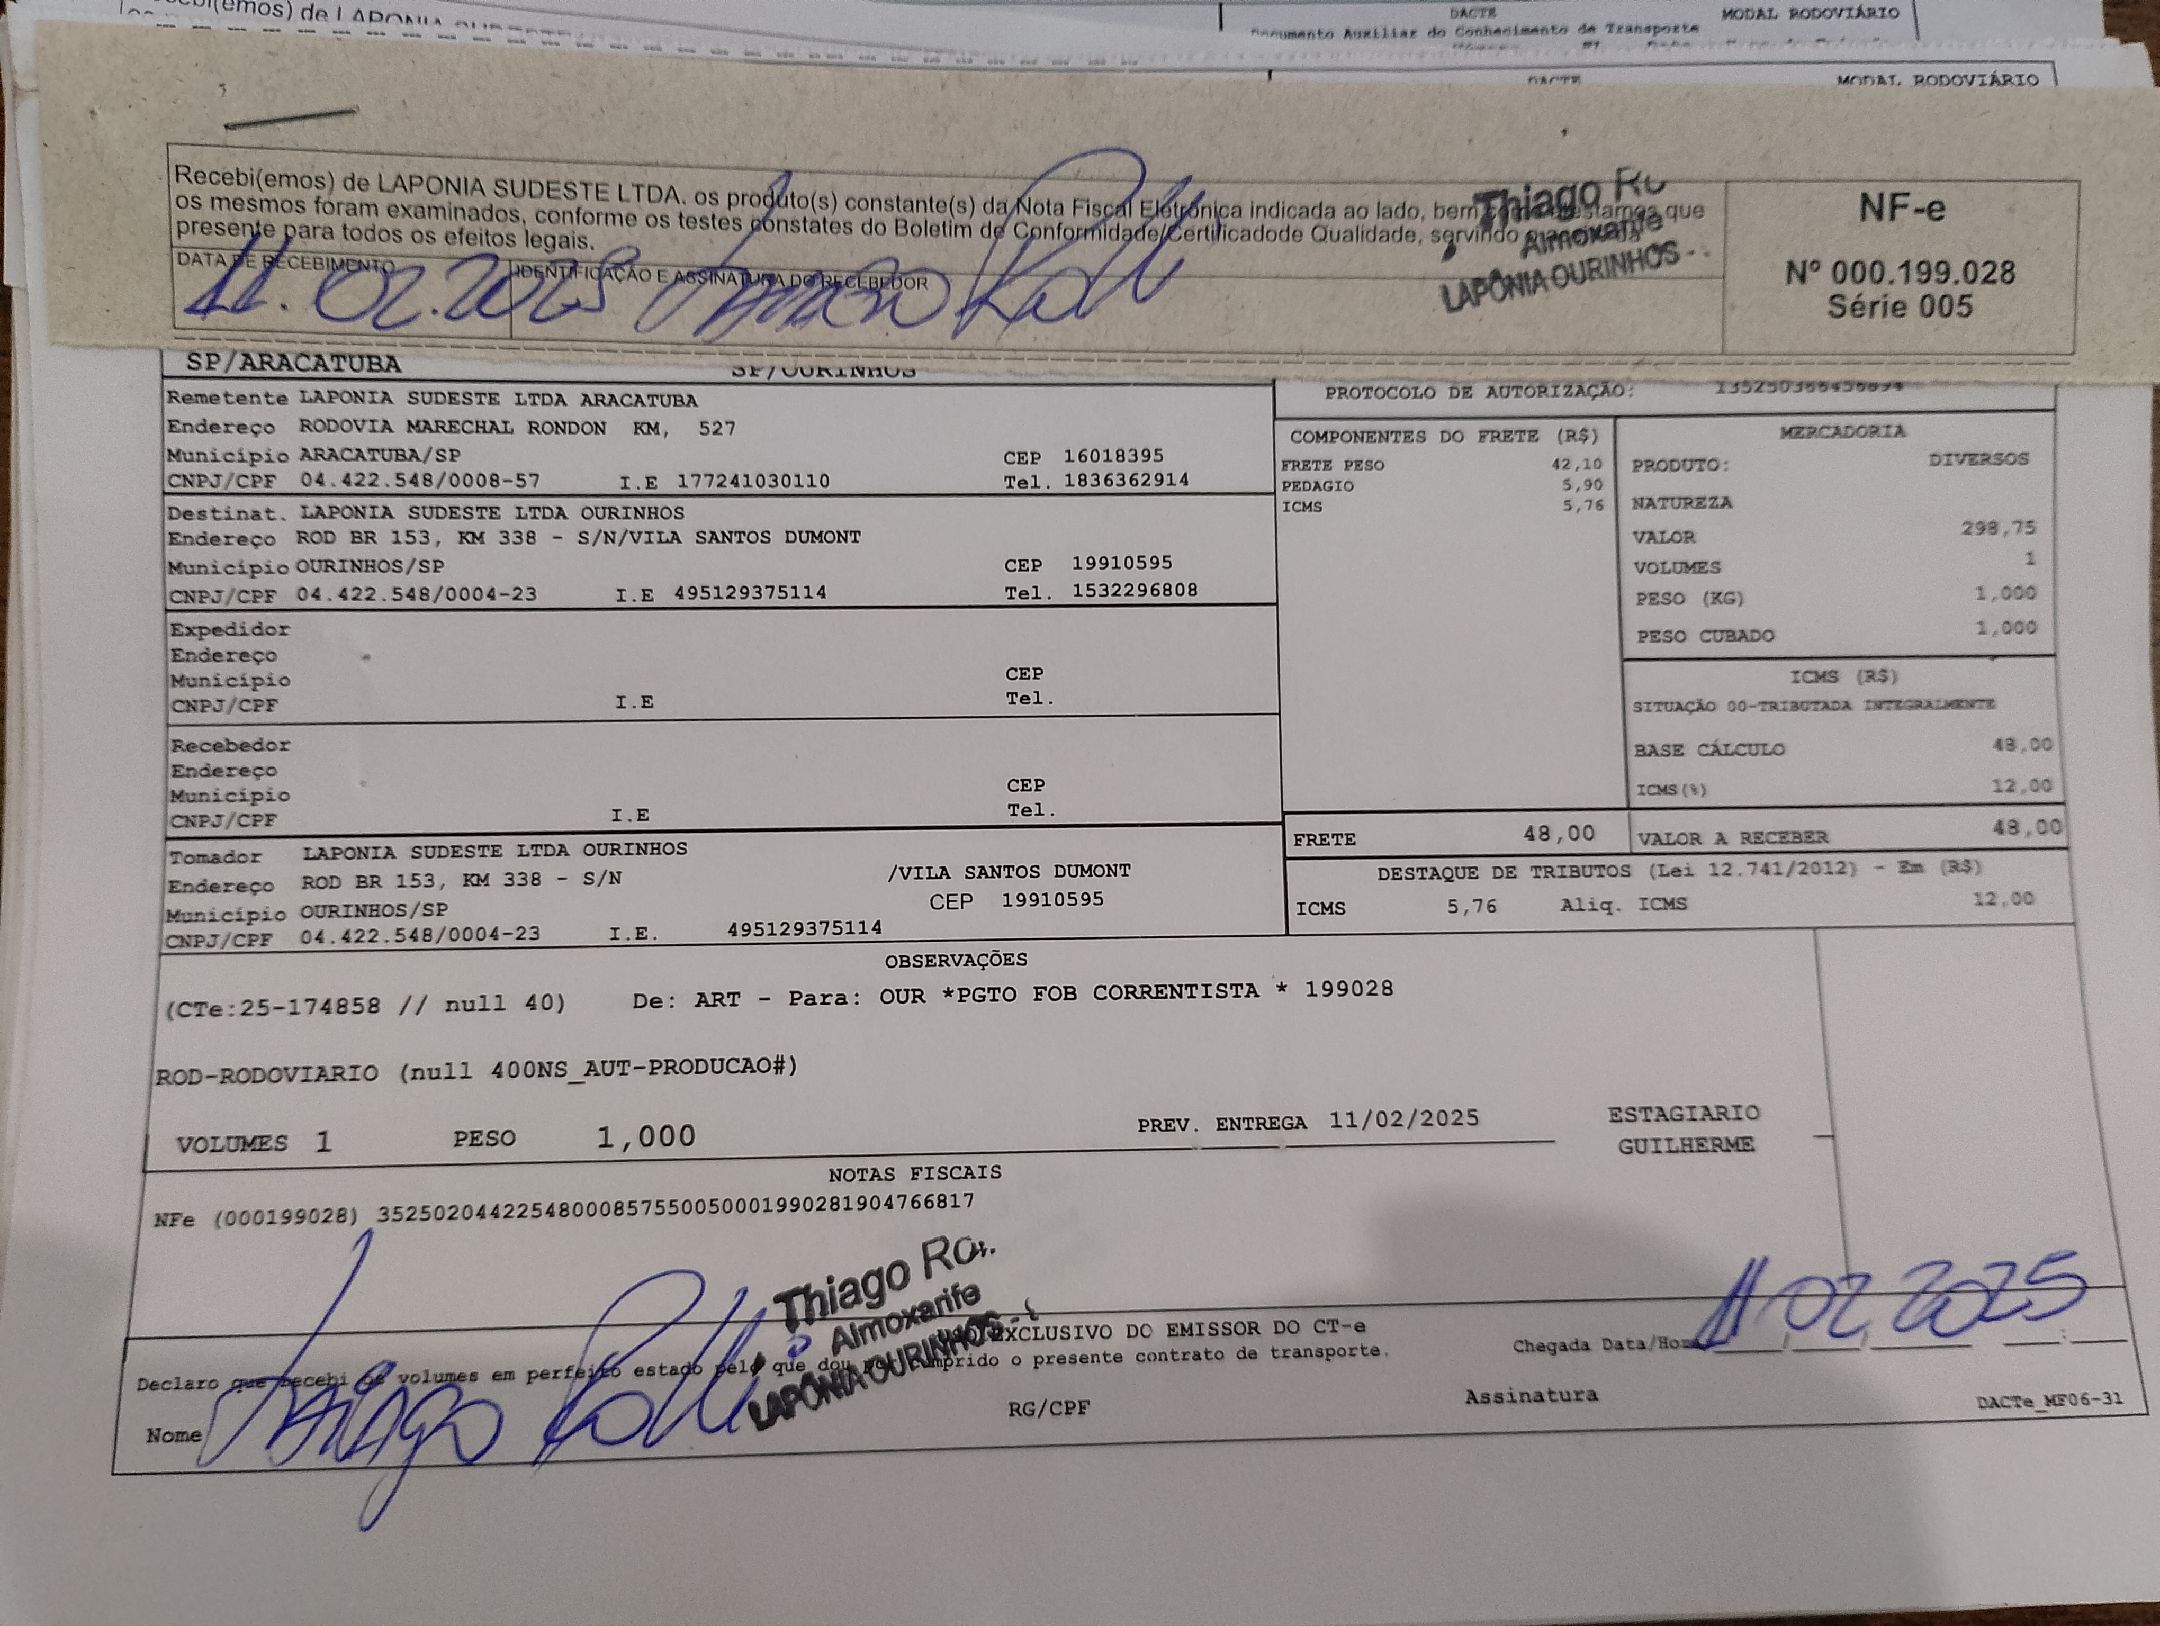 cebi(emos) de LAPONIA SUDESTE
DACTE
MODAL RODOVIÁRIO
Documento Auxiliar do Conhecimento de Transporte
DACTE
MODAL RODOVIÁRIO
Recebi(emos) de LAPONIA SUDESTE LTDA. os produto(s) constante(s) da Nota Fiscal Eletrônica indicada ao lado, bem como atestamos que
os mesmos foram examinados, conforme os testes constates do Boletim de Conformidade/Certificadode Qualidade, servindo
presente para todos os efeitos legais.
DATA DE RECEBIMENTO
IDENTIFICAÇÃO E ASSINATURA DO RECEBEDOR
11.02.2025
Thiago
Almoxarife
LAPÔNIA OURINHOS -
NF-e
Nº 000.199.028
Série 005
SP/ARACATUBA
SP/OURINHOS
Remetente LAPONIA SUDESTE LTDA ARACATUBA
Endereço RODOVIA MARECHAL RONDON KM, 527
Município ARACATUBA/SP CEP 16018395
CNPJ/CPF 04.422.548/0008-57 I.E 177241030110 Tel. 1836362914
Destinat. LAPONIA SUDESTE LTDA OURINHOS
Endereço ROD BR 153, KM 338 - S/N/VILA SANTOS DUMONT
Município OURINHOS/SP CEP 19910595
CNPJ/CPF 04.422.548/0004-23 I.E 495129375114 Tel. 1532296808
Expedidor
Endereço
Município CEP
CNPJ/CPF I.E Tel.
Recebedor
Endereço
Município CEP
CNPJ/CPF I.E Tel.
Tomador LAPONIA SUDESTE LTDA OURINHOS
Endereço ROD BR 153, KM 338 - S/N /VILA SANTOS DUMONT
Município OURINHOS/SP CEP 19910595
CNPJ/CPF 04.422.548/0004-23 I.E. 495129375114
PROTOCOLO DE AUTORIZAÇÃO:
COMPONENTES DO FRETE (R$)
FRETE PESO 42,10
PEDAGIO 5,90
ICMS 5,76
MERCADORIA
PRODUTO: DIVERSOS
NATUREZA
VALOR 298,75
VOLUMES 1
PESO (KG) 1,000
PESO CUBADO 1,000
ICMS (R$)
SITUAÇÃO 00-TRIBUTADA INTEGRALMENTE
BASE CÁLCULO 48,00
ICMS(%) 12,00
FRETE 48,00 VALOR A RECEBER 48,00
DESTAQUE DE TRIBUTOS (Lei 12.741/2012) - Em (R$)
ICMS 5,76 Aliq. ICMS 12,00
OBSERVAÇÕES
(CTe:25-174858 // null 40) De: ART - Para: OUR *PGTO FOB CORRENTISTA * 199028
ROD-RODOVIARIO (null 400NS_AUT-PRODUCAO#)
VOLUMES 1 PESO 1,000 PREV. ENTREGA 11/02/2025
ESTAGIARIO
GUILHERME
NOTAS FISCAIS
NFe (000199028) 35250204422548000857550050001990281904766817
Thiago
Almoxarife
LAPÔNIA OURINHOS -
EXCLUSIVO DO EMISSOR DO CT-e
Declaro que recebi os volumes em perfeito estado pelo que dou por cumprido o presente contrato de transporte.
Chegada Data/Hora 11 02 2025
Nome Thiago
RG/CPF
Assinatura
DACTe_MF06-31